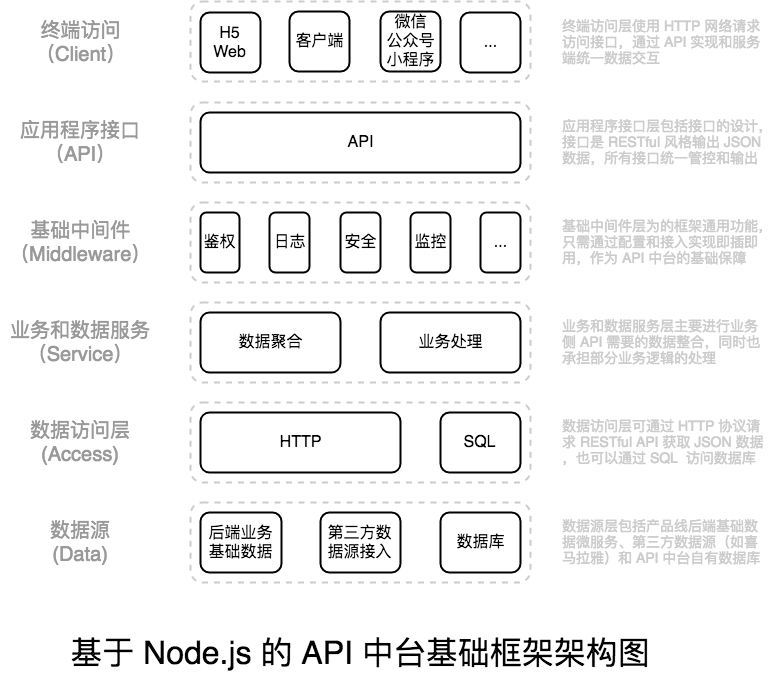 终端访问
（Client）
H5
Web
客户端
微信
公众号
小程序
...
终端访问层使用 HTTP 网络请求
访问接口，通过 API 实现和服务
端统一数据交互
应用程序接口
（API）
API
应用程序接口层包括接口的设计，
接口是 RESTful 风格输出 JSON
数据，所有接口统一管控和输出
基础中间件
（Middleware）
鉴权
日志
安全
监控
...
基础中间件层为的框架通用功能，
只需通过配置和接入实现即插即
用，作为 API 中台的基础保障
业务和数据服务
（Service）
数据聚合
业务处理
业务和数据服务层主要进行业务
侧 API 需要的数据整合，同时也
承担部分业务逻辑的处理
数据访问层
(Access)
HTTP
SQL
数据访问层可通过 HTTP 协议请
求 RESTful API 获取 JSON 数据
，也可以通过 SQL 访问数据库
数据源
(Data)
后端业务
基础数据
第三方数
据源接入
数据库
数据源层包括产品线后端基础数
据微服务、第三方数据源（如喜
马拉雅）和 API 中台自有数据库
基于 Node.js 的 API 中台基础框架架构图